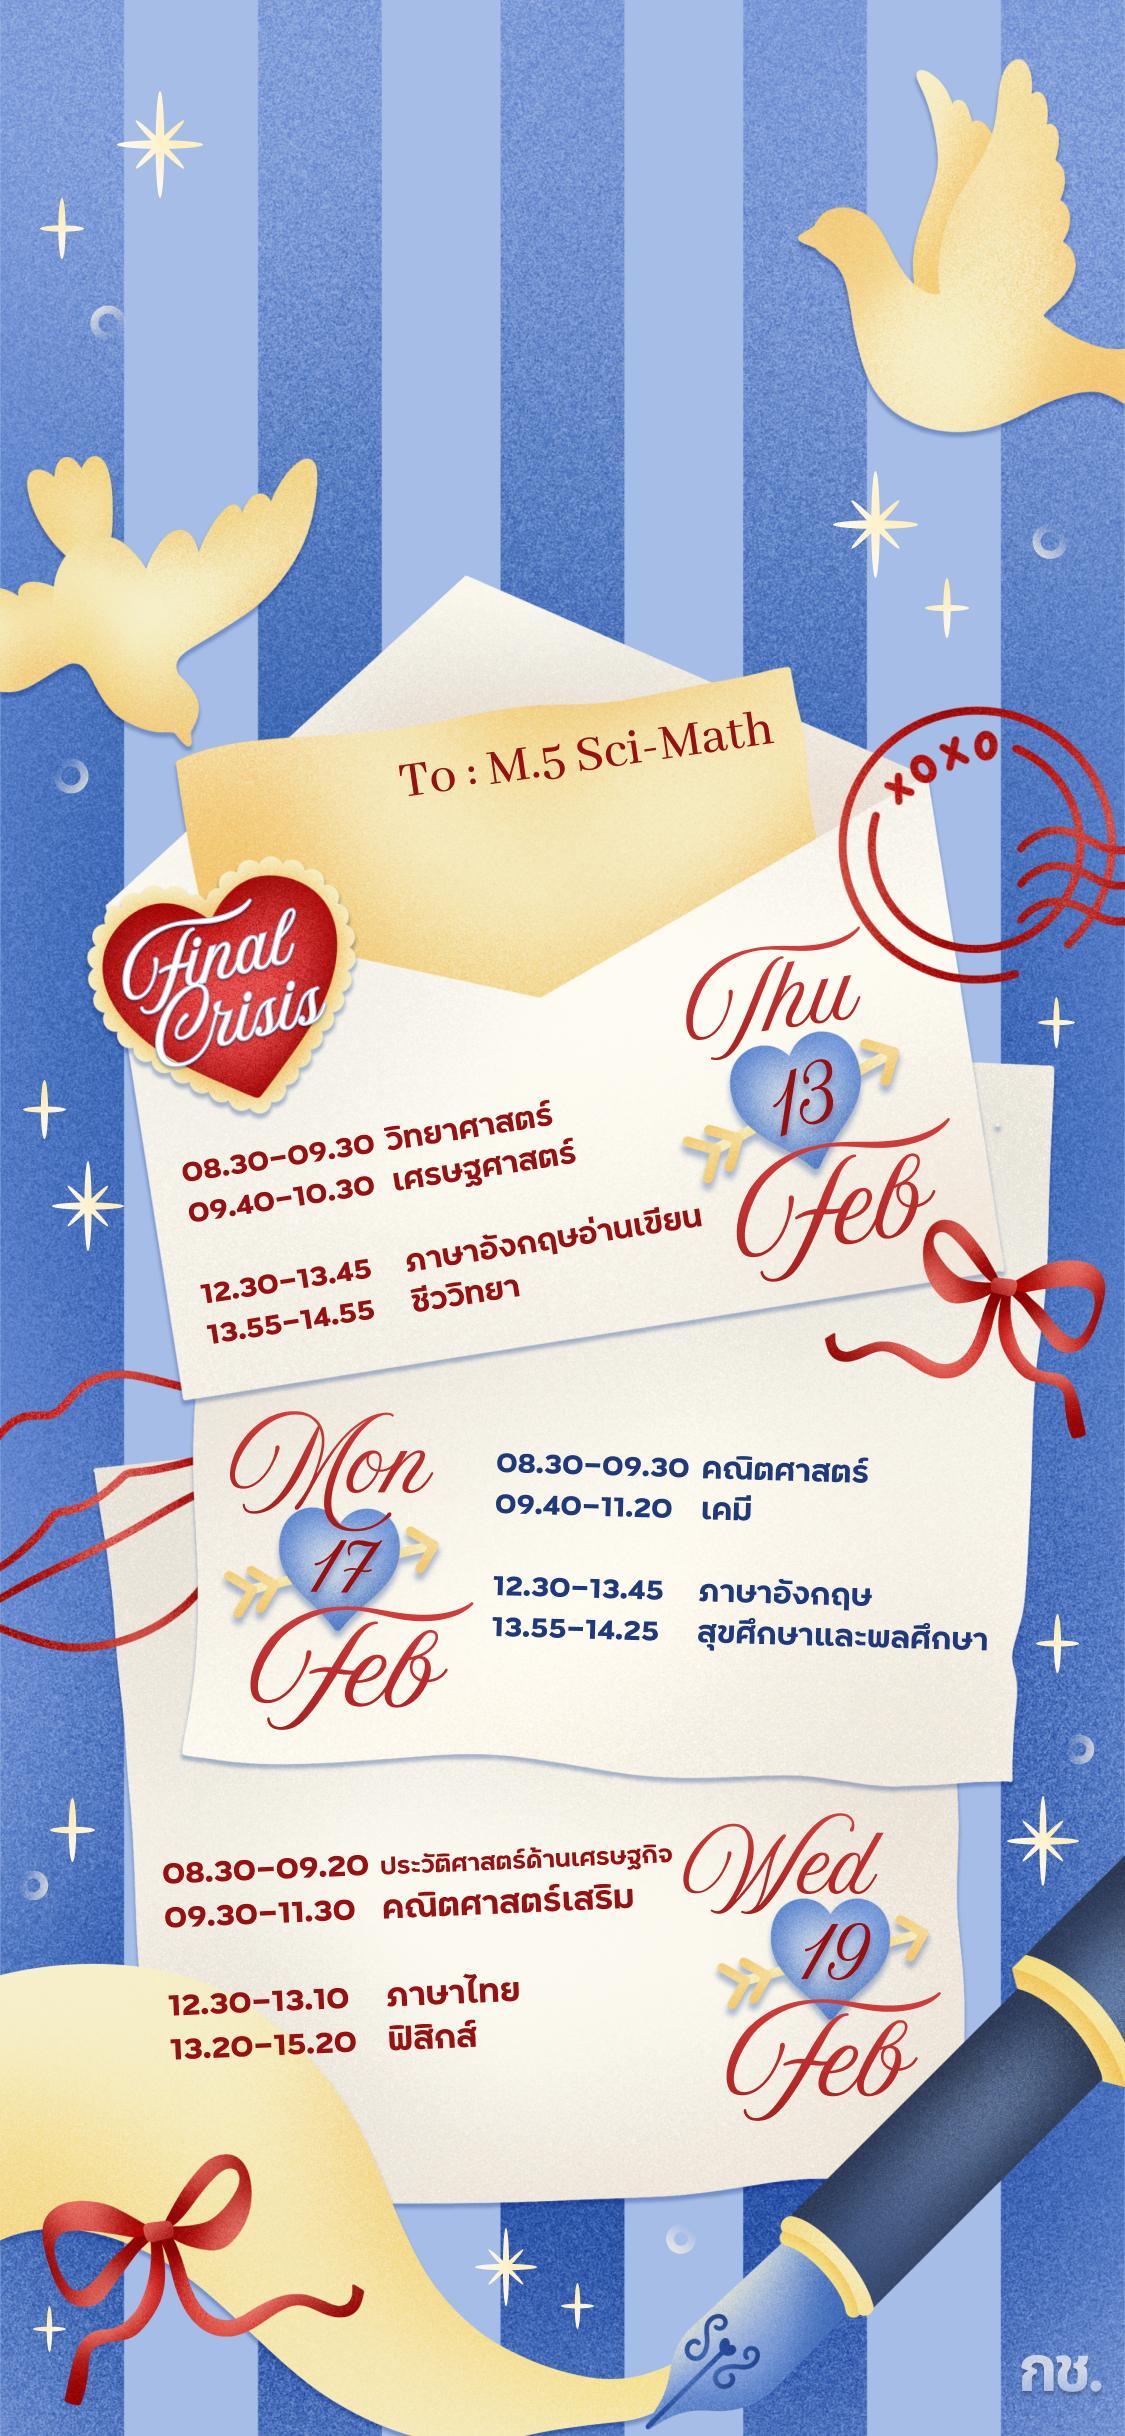 To : M.5 Sci-Math
xoxo
Final
Crisis
Thu
13
Feb
08.30-09.30 วิทยาศาสตร์
09.40-10.30 เศรษฐศาสตร์
12.30-13.45 ภาษาอังกฤษอ่านเขียน
13.55-14.55 ชีววิทยา
Mon
17
Feb
08.30-09.30 คณิตศาสตร์
09.40-11.20 เคมี
12.30-13.45 ภาษาอังกฤษ
13.55-14.25 สุขศึกษาและพลศึกษา
08.30-09.20 ประวัติศาสตร์ด้านเศรษฐกิจ
09.30-11.30 คณิตศาสตร์เสริม
12.30-13.10 ภาษาไทย
13.20-15.20 ฟิสิกส์
Wed
19
Feb
กช.